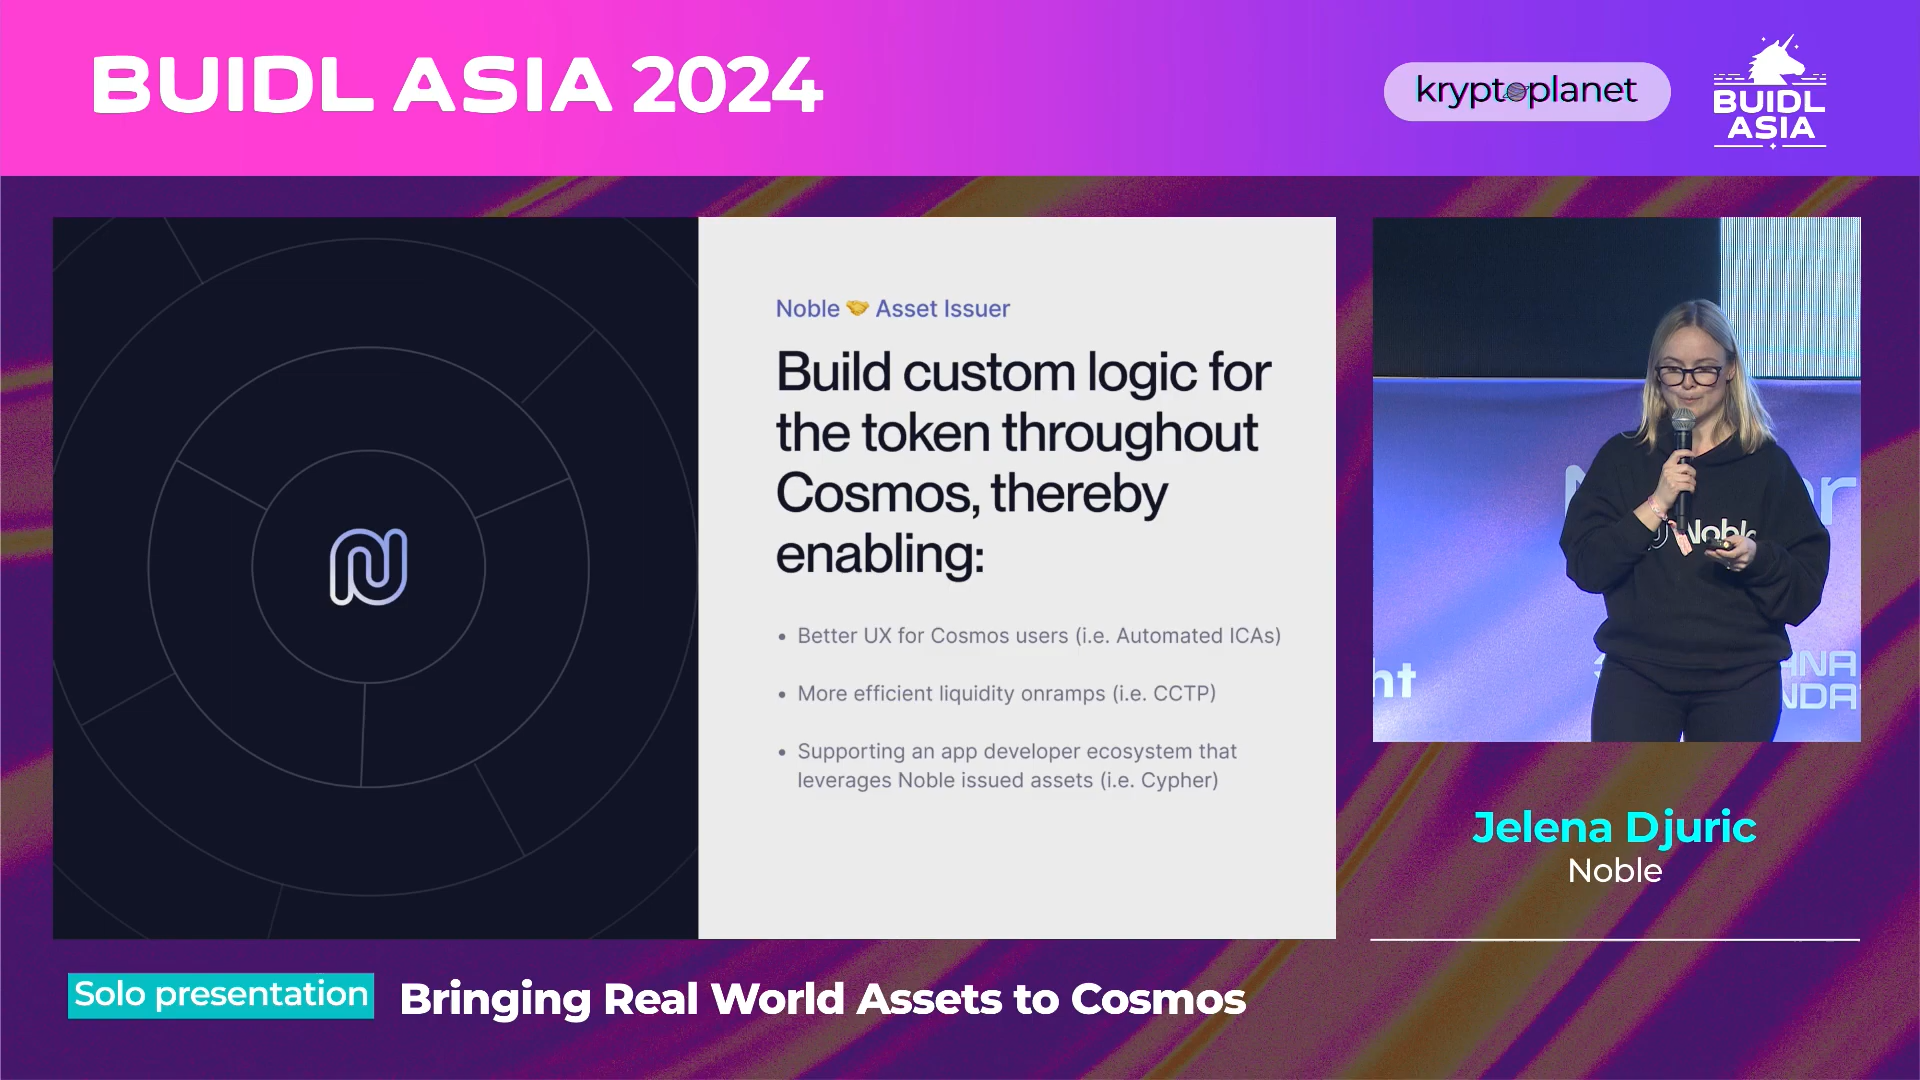 BUIDL ASIA 2024
kryptoplanet
BUIDL
ASIA
Noble 🤝 Asset Issuer
Build custom logic for
the token throughout
Cosmos, thereby
enabling:
• Better UX for Cosmos users (i.e. Automated ICAs)
• More efficient liquidity onramps (i.e. CCTP)
• Supporting an app developer ecosystem that
leverages Noble issued assets (i.e. Cypher)
Noble
Jelena Djuric
Noble
Solo presentation
Bringing Real World Assets to Cosmos